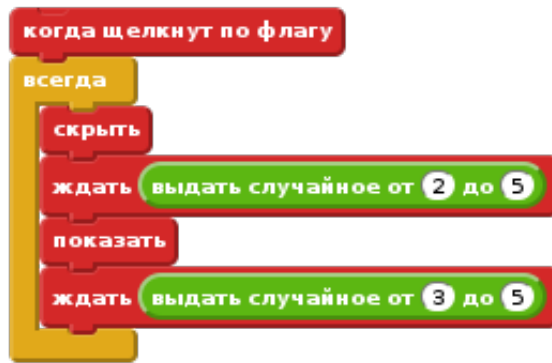 когда щелкнут по флагу
всегда
скрыть
ждать выдать случайное от 2 до 5
показать
ждать выдать случайное от 3 до 5